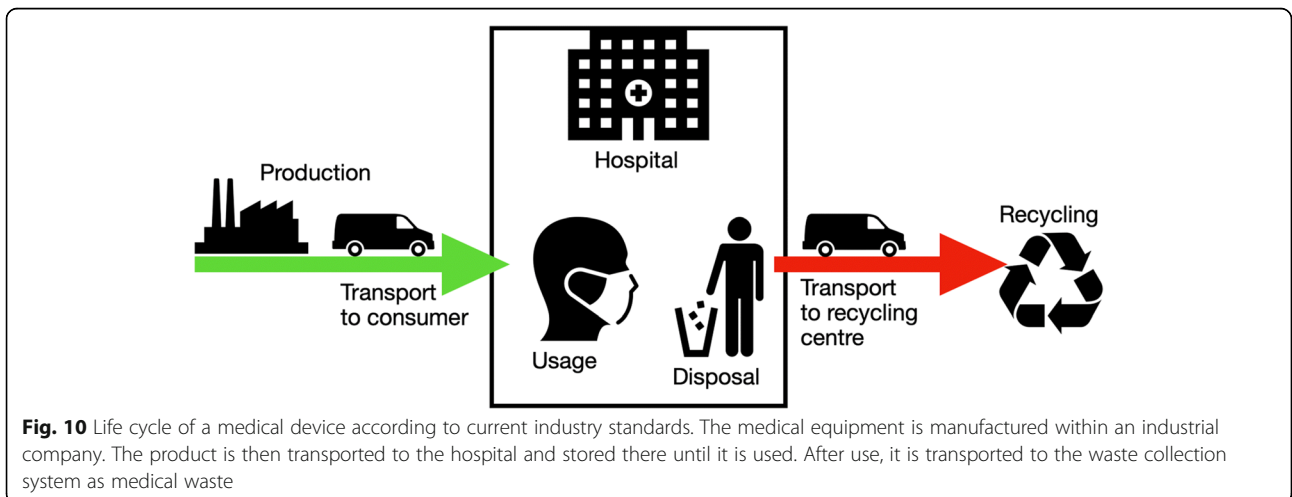 Production
Transport
to consumer
Hospital
Usage
Disposal
Transport
to recycling
centre
Recycling
Fig. 10 Life cycle of a medical device according to current industry standards. The medical equipment is manufactured within an industrial
company. The product is then transported to the hospital and stored there until it is used. After use, it is transported to the waste collection
system as medical waste